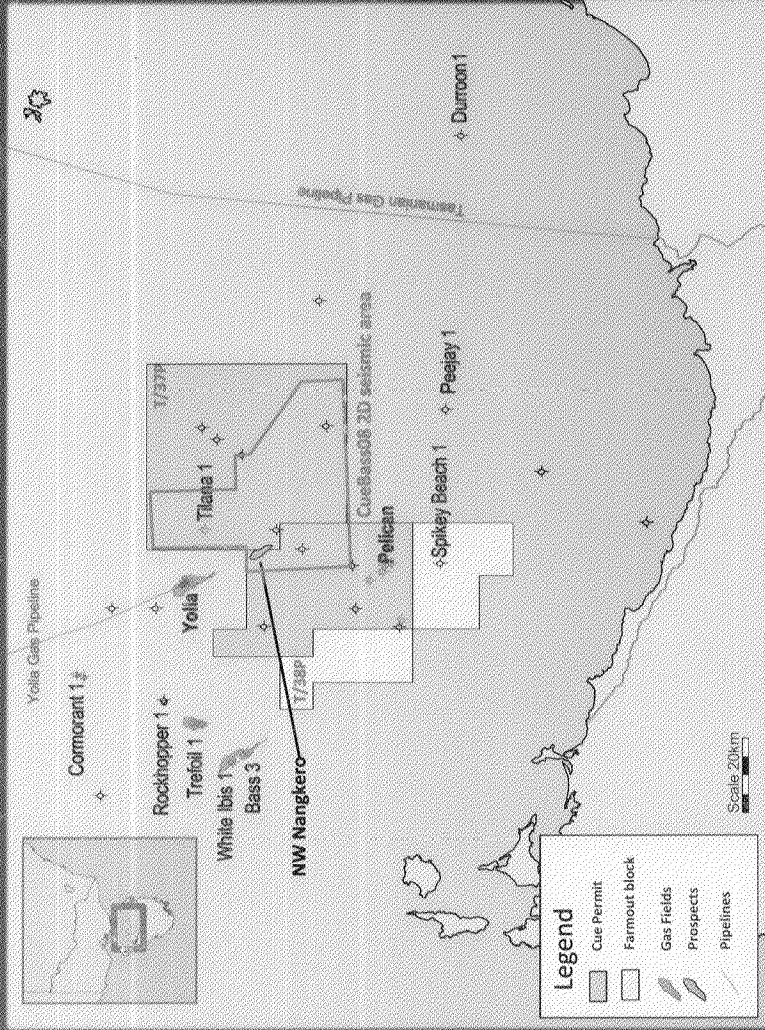 Yolla Gas Pipeline
Cormorant 1
Rockhopper 1
Trefoil 1
White Ibis 1
Bass 3
NW Nangkero
Yolla
Tilana 1
T/37P
T/38P
CueBass08 2D seismic area
Pelican
Spikey Beach 1
Peejay 1
Tasmanian Gas Pipeline
Durroon 1
Scale 20km
Legend
Cue Permit
Farmout block
Gas Fields
Prospects
Pipelines